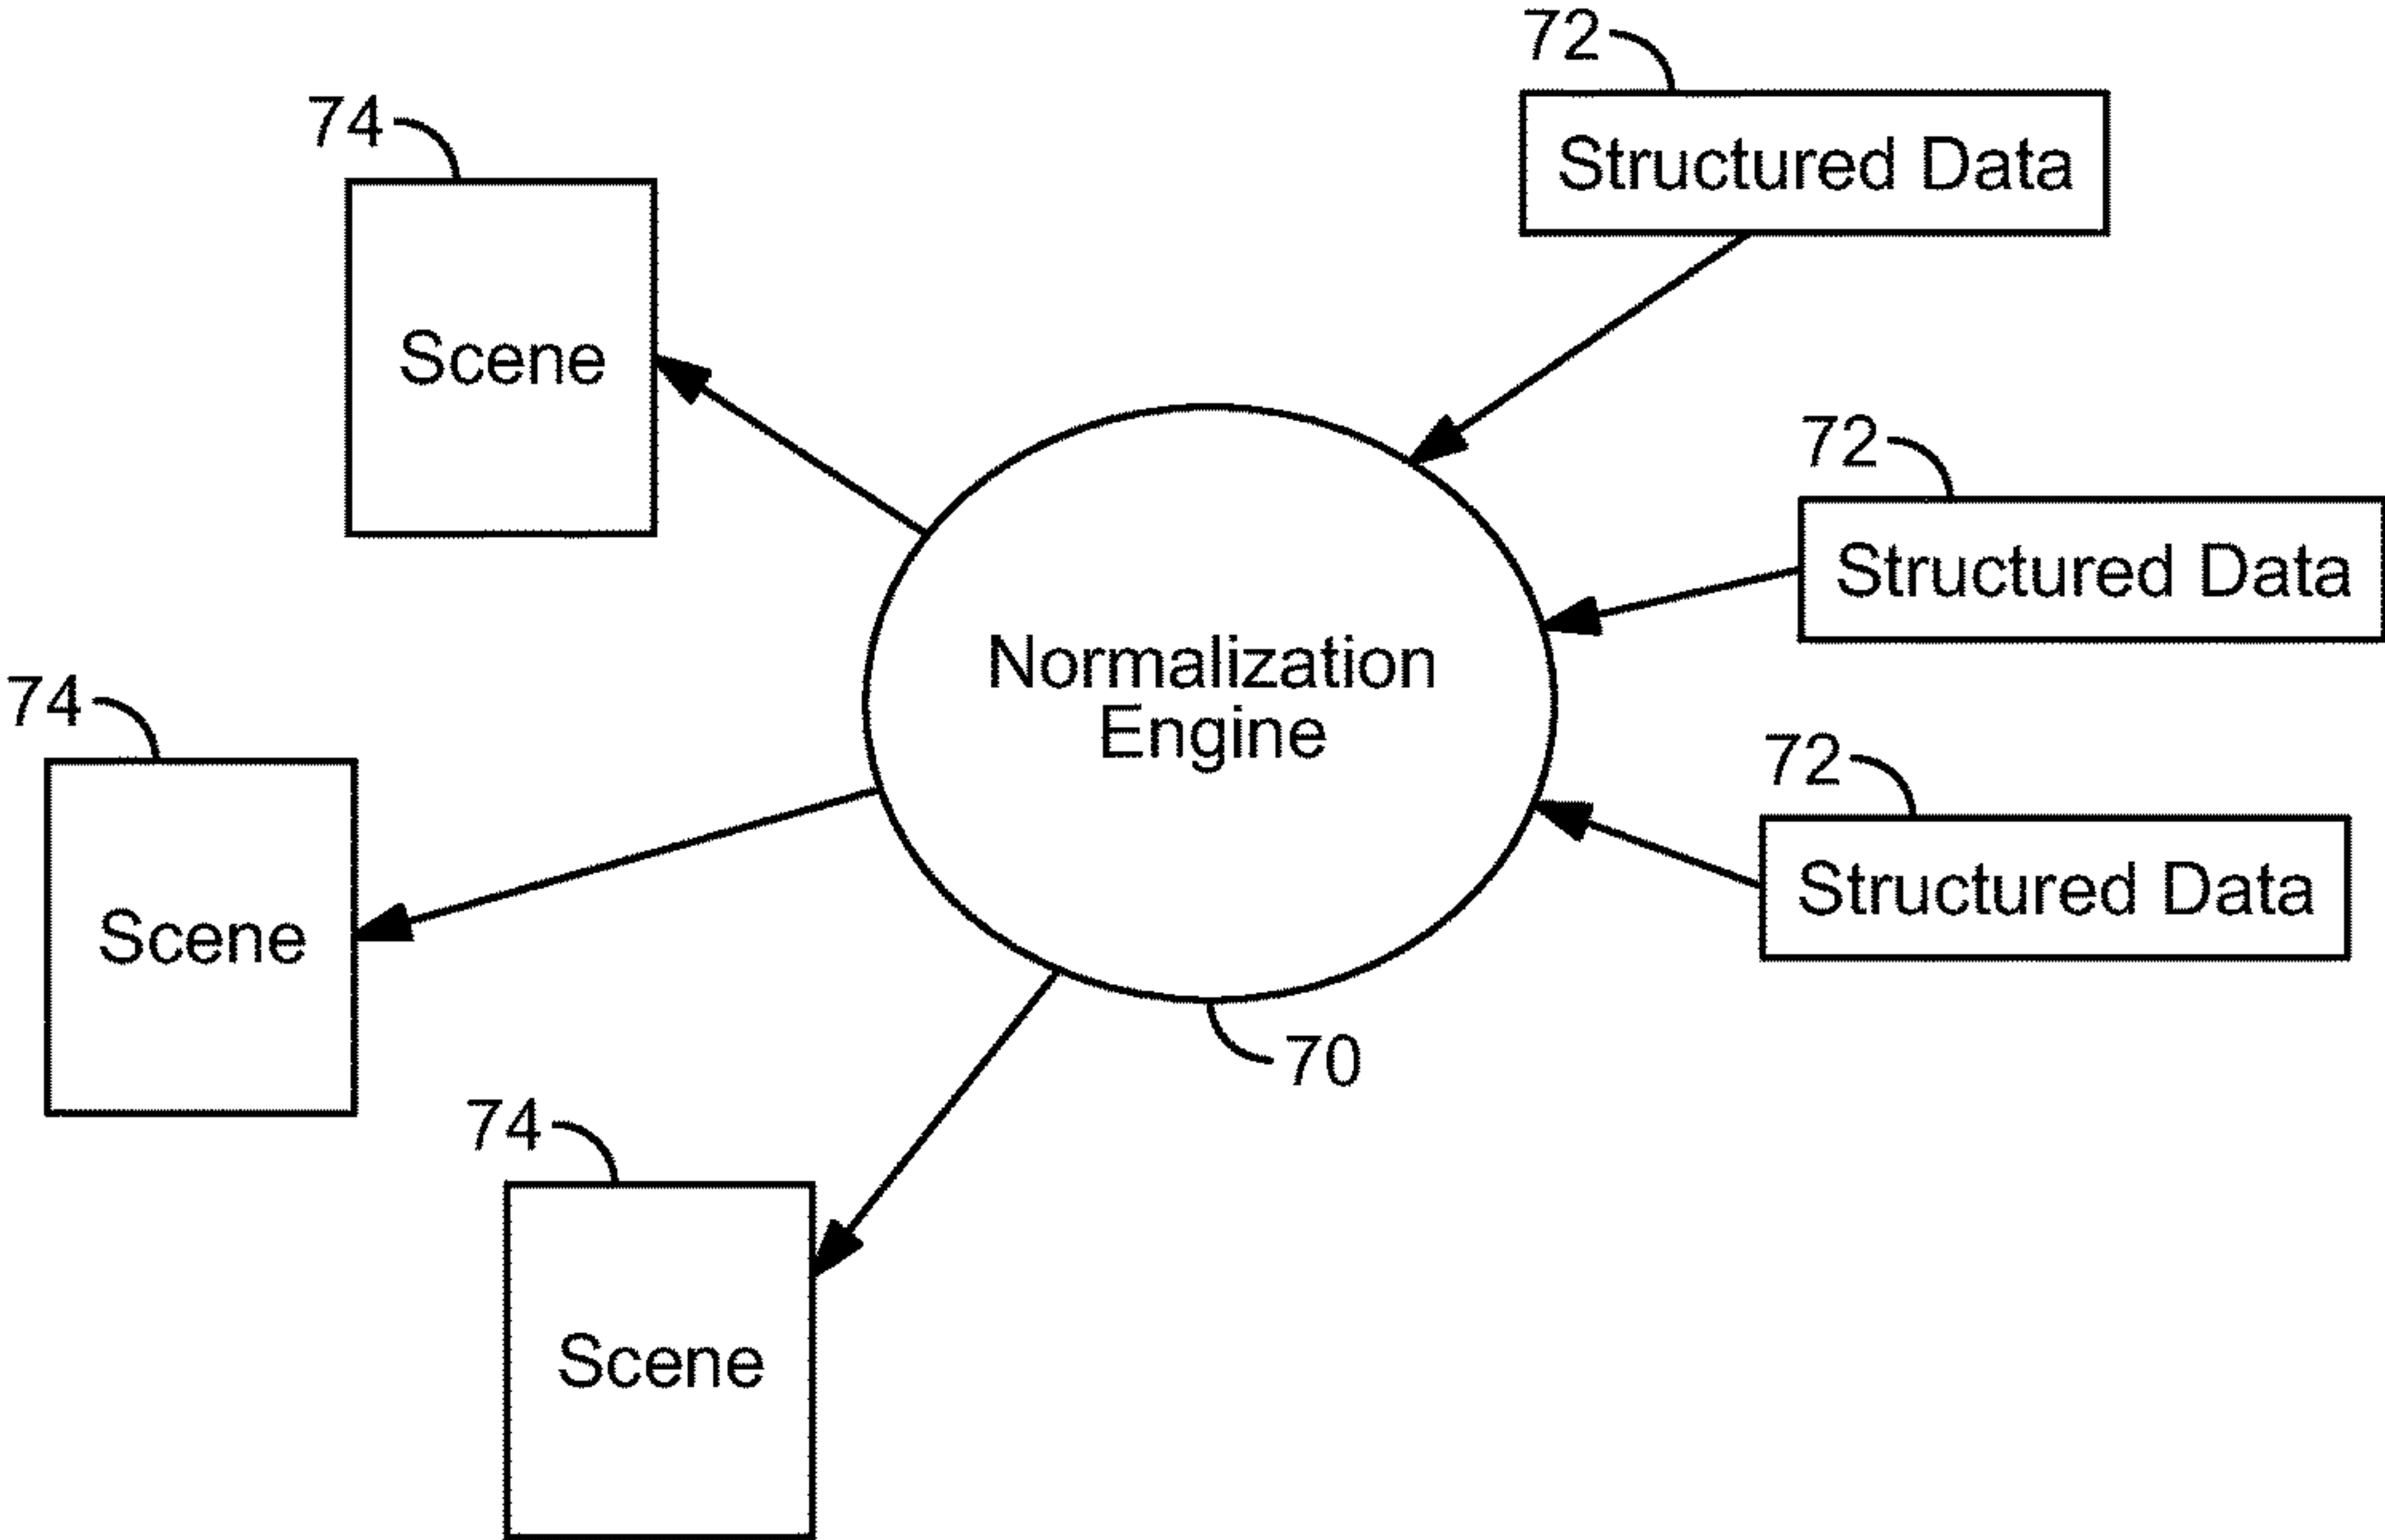 72
Structured Data
74
Scene
72
Structured Data
Normalization
Engine
74
Scene
72
Structured Data
70
74
Scene